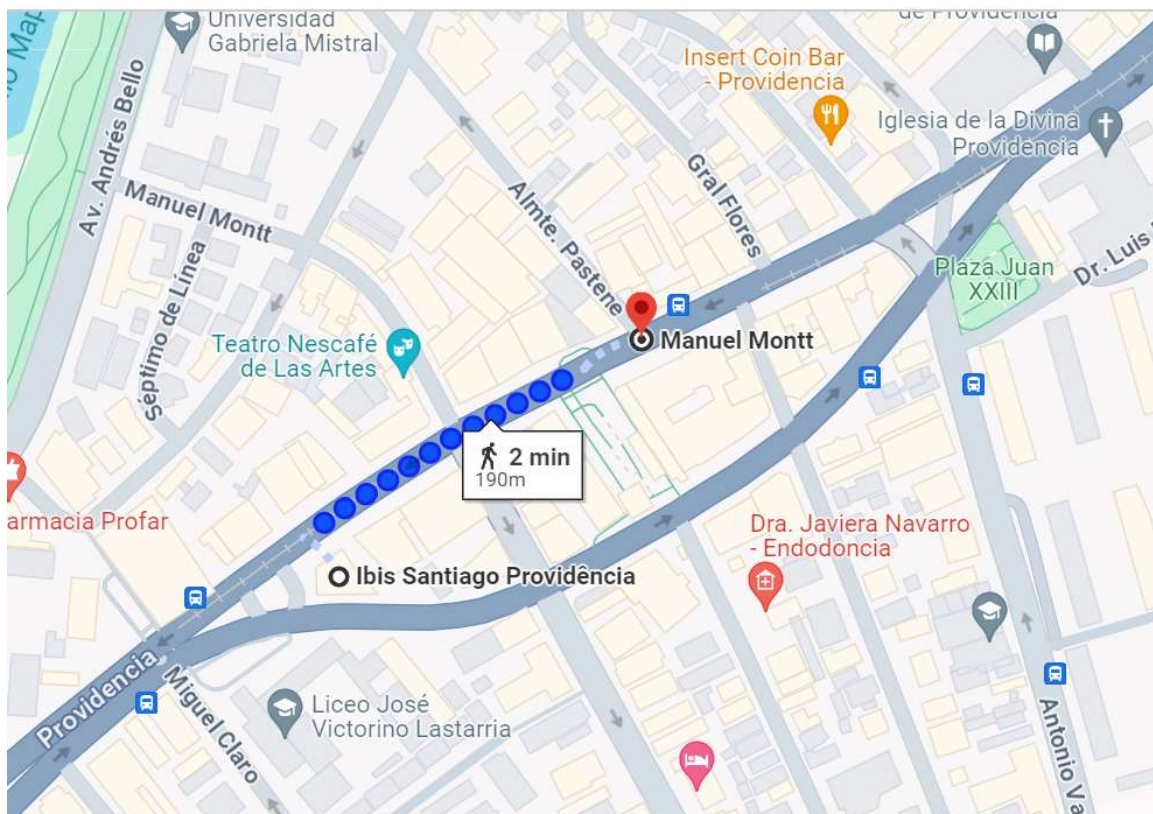 Universidad
Gabriela Mistral
de Providencia
Insert Coin Bar
- Providencia
Iglesia de la Divina
Providencia
Av. Andrés Bello
Manuel Montt
Séptimo de Línea
Almte. Pastene
Gral Flores
Plaza Juan
XXIII
Dr. Luis
Teatro Nescafé
de Las Artes
Manuel Montt
2 min
190m
armacia Profar
Ibis Santiago Providência
Dra. Javiera Navarro
- Endodoncia
Providencia
Miguel Claro
Liceo José
Victorino Lastarria
Antonio Va